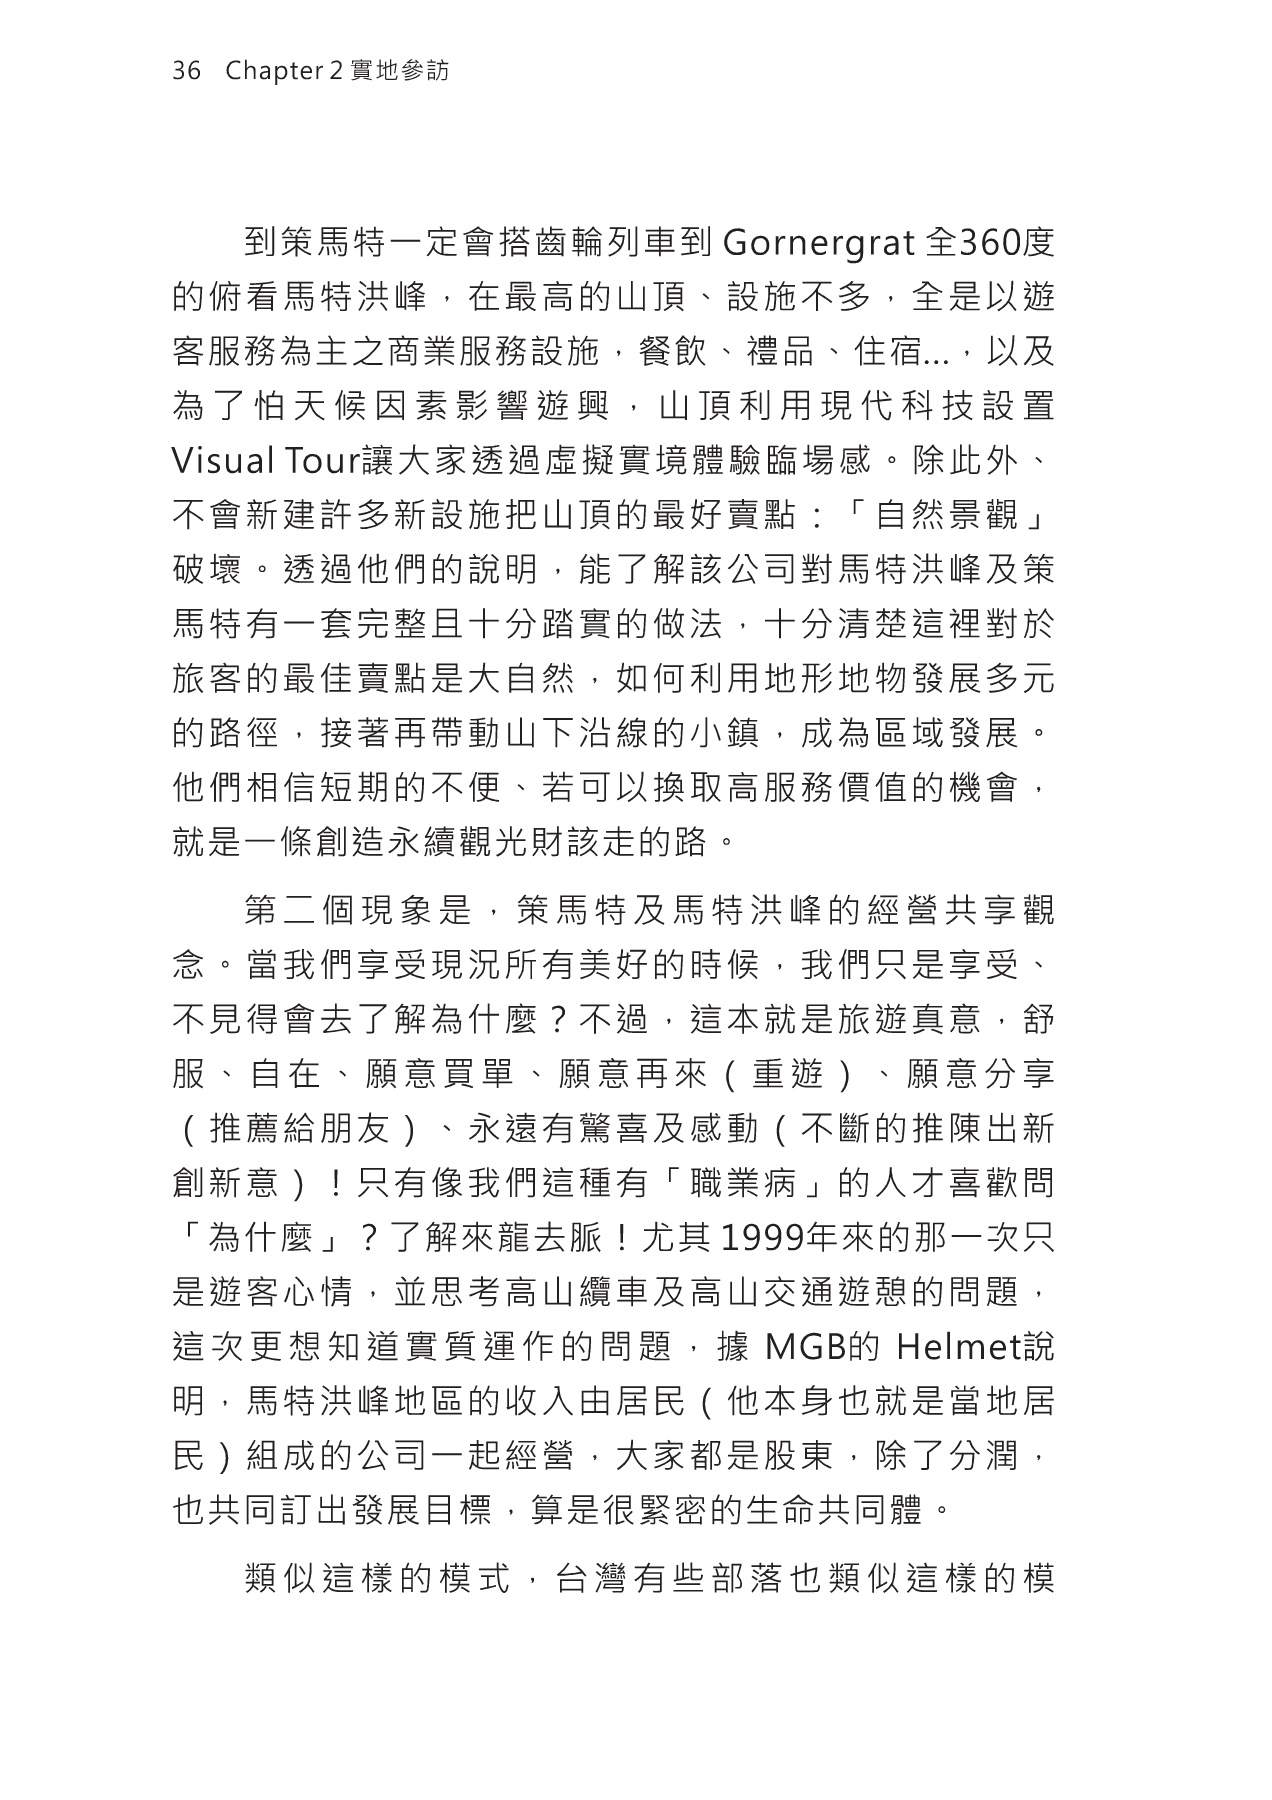 36 Chapter 2 實地參訪
到策馬特一定會搭齒輪列車到 Gornergrat 全360度
的俯看馬特洪峰，在最高的山頂、設施不多，全是以遊
客服務為主之商業服務設施，餐飲、禮品、住宿...，以及
為了怕天候因素影響遊興，山頂利用現代科技設置
Visual Tour讓大家透過虛擬實境體驗臨場感。除此外、
不會新建許多新設施把山頂的最好賣點：「自然景觀」
破壞。透過他們的說明，能了解該公司對馬特洪峰及策
馬特有一套完整且十分踏實的做法，十分清楚這裡對於
旅客的最佳賣點是大自然，如何利用地形地物發展多元
的路徑，接著再帶動山下沿線的小鎮，成為區域發展。
他們相信短期的不便、若可以換取高服務價值的機會，
就是一條創造永續觀光財該走的路。
第二個現象是，策馬特及馬特洪峰的經營共享觀
念。當我們享受現況所有美好的時候，我們只是享受、
不見得會去了解為什麼？不過，這本就是旅遊真意，舒
服、自在、願意買單、願意再來（重遊）、願意分享
（推薦給朋友）、永遠有驚喜及感動（不斷的推陳出新
創新意）！只有像我們這種有「職業病」的人才喜歡問
「為什麼」？了解來龍去脈！尤其 1999年來的那一次只
是遊客心情，並思考高山纜車及高山交通遊憩的問題，
這次更想知道實質運作的問題，據 MGB的 Helmet說
明，馬特洪峰地區的收入由居民（他本身也就是當地居
民）組成的公司一起經營，大家都是股東，除了分潤，
也共同訂出發展目標，算是很緊密的生命共同體。
類似這樣的模式，台灣有些部落也類似這樣的模